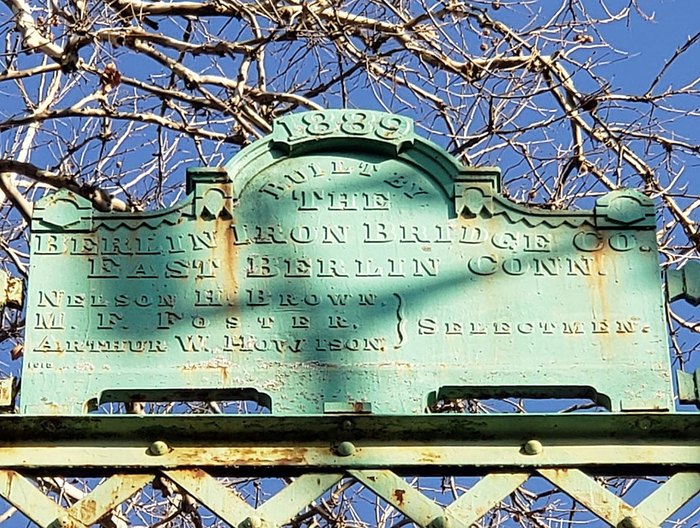 1889
BUILT BY
THE
BERLIN IRON BRIDGE CO.
EAST BERLIN CONN.
NELSON H. BROWN.
M. F. FOSTER.
ARTHUR W. HOWISON.
SELECTMEN.